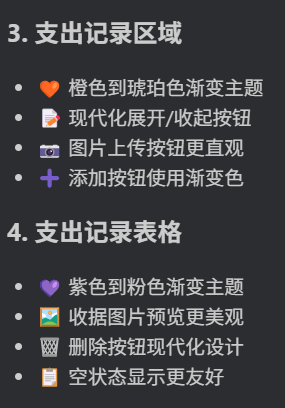 3. 支出记录区域
• 🧡 橙色到琥珀色渐变主题
• 📝 现代化展开/收起按钮
• 📷 图片上传按钮更直观
• ➕ 添加按钮使用渐变色
4. 支出记录表格
• 💜 紫色到粉色渐变主题
• 🖼️ 收据图片预览更美观
• 🗑️ 删除按钮现代化设计
• 📋 空状态显示更友好